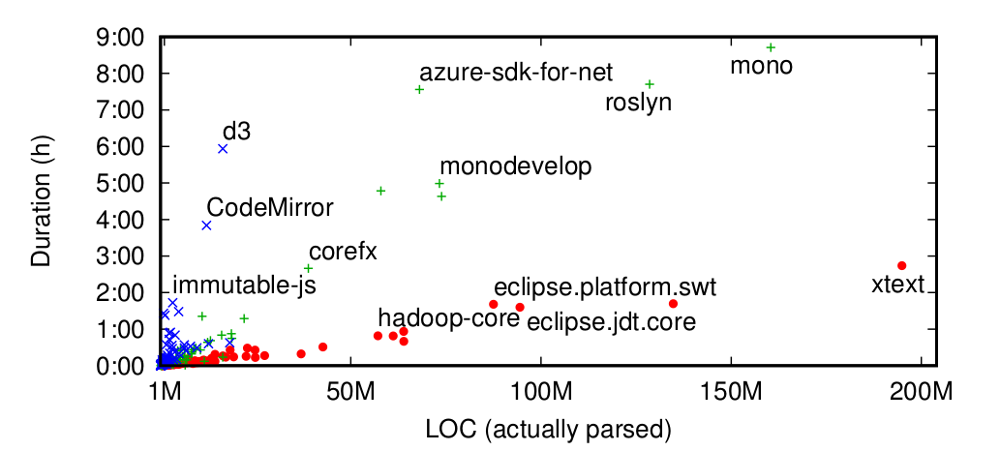 9:00
8:00
7:00
6:00
5:00
4:00
3:00
2:00
1:00
0:00
Duration (h)
mono
azure-sdk-for-net
roslyn
d3
monodevelop
CodeMirror
corefx
immutable-js
xtext
eclipse.platform.swt
hadoop-core
eclipse.jdt.core
1M 50M 100M 150M 200M
LOC (actually parsed)